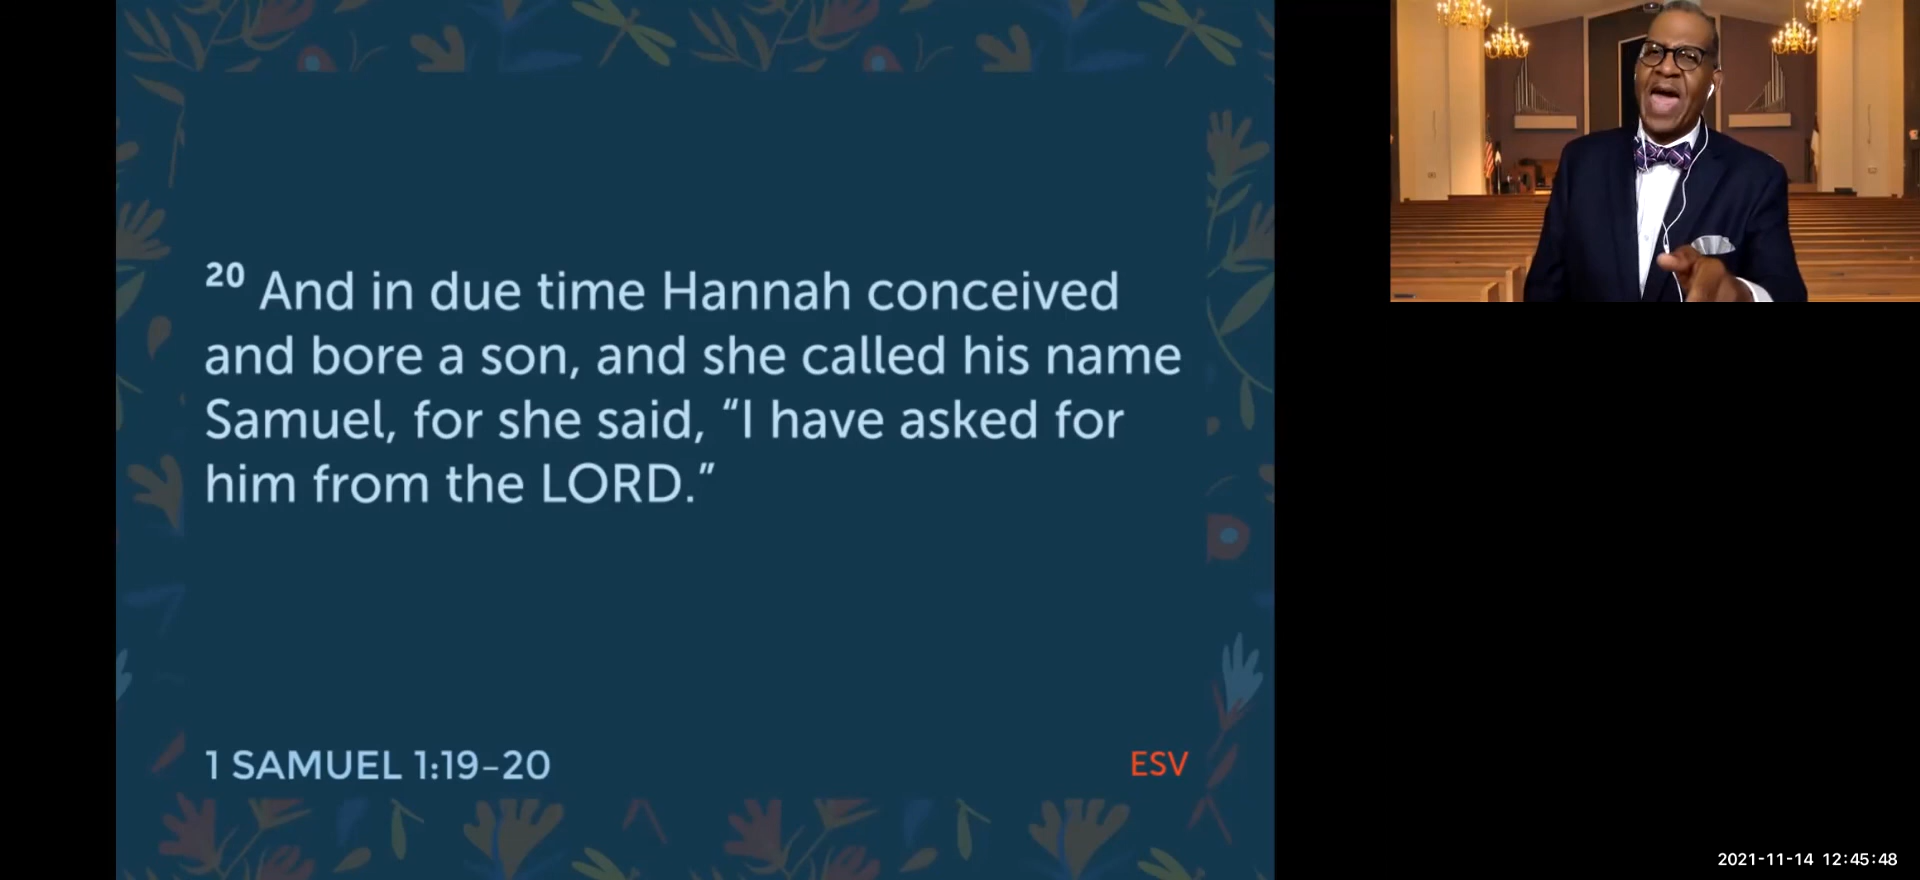 20 And in due time Hannah conceived
and bore a son, and she called his name
Samuel, for she said, “I have asked for
him from the LORD.”
1 SAMUEL 1:19–20
ESV
2021-11-14 12:45:48